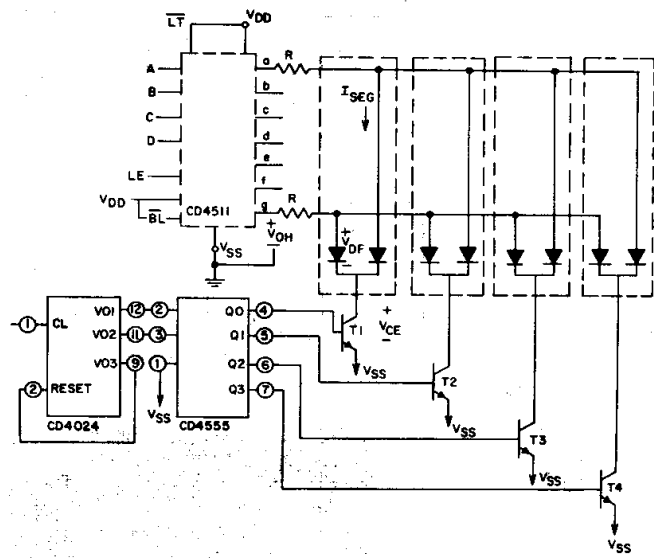 LT VDD
A a R
B b
C c
D d
LE e
f
VDD BL g R
CD4511
VSS
+ VOH −
ISEG
+ VDF −
1 CL VO1 12 2 Q0 4
VO2 11 3 Q1 5
VO3 9 1 Q2 6
2 RESET VSS Q3 7
CD4024 CD4555
T1 + VCE −
VSS
T2
VSS
T3
VSS
T4
VSS